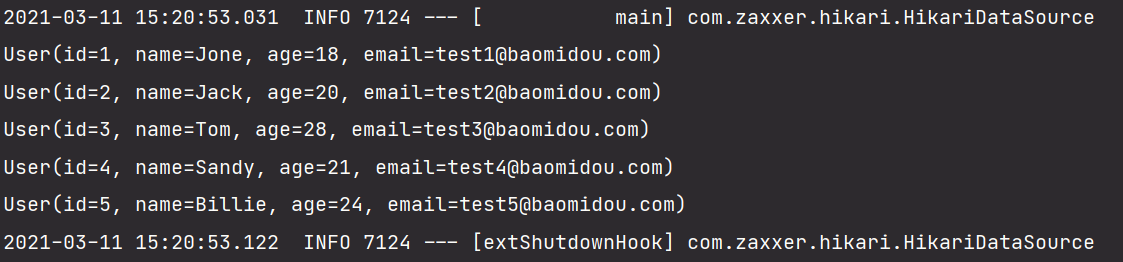 2021-03-11 15:20:53.031  INFO 7124 --- [           main] com.zaxxer.hikari.HikariDataSource
User(id=1, name=Jone, age=18, email=test1@baomidou.com)
User(id=2, name=Jack, age=20, email=test2@baomidou.com)
User(id=3, name=Tom, age=28, email=test3@baomidou.com)
User(id=4, name=Sandy, age=21, email=test4@baomidou.com)
User(id=5, name=Billie, age=24, email=test5@baomidou.com)
2021-03-11 15:20:53.122  INFO 7124 --- [extShutdownHook] com.zaxxer.hikari.HikariDataSource